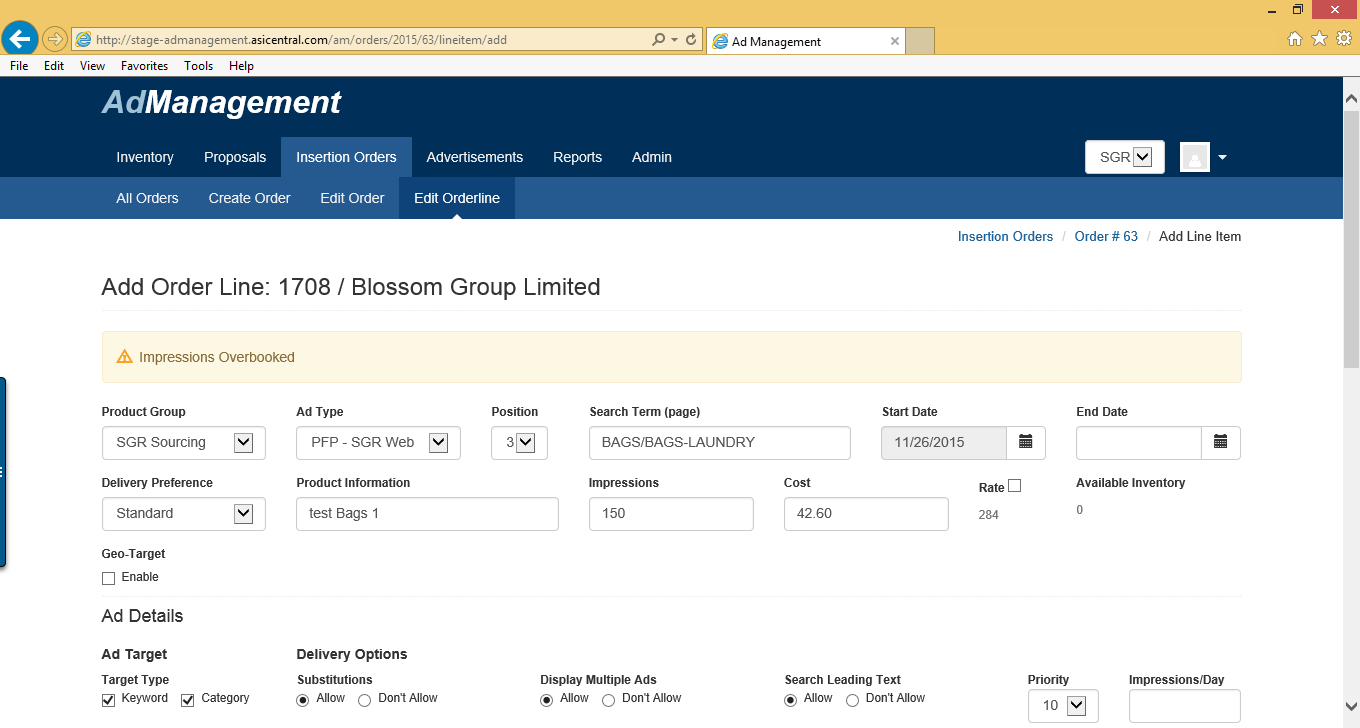 http://stage-admanagement.asicentral.com/am/orders/2015/63/lineitem/add
Ad Management
File Edit View Favorites Tools Help
AdManagement
Inventory Proposals Insertion Orders Advertisements Reports Admin SGR
All Orders Create Order Edit Order Edit Orderline
Insertion Orders / Order # 63 / Add Line Item
Add Order Line: 1708 / Blossom Group Limited
Impressions Overbooked
Product Group Ad Type Position Search Term (page) Start Date End Date
SGR Sourcing PFP - SGR Web 3 BAGS/BAGS-LAUNDRY 11/26/2015
Delivery Preference Product Information Impressions Cost Rate Available Inventory
Standard test Bags 1 150 42.60 284 0
Geo-Target
Enable
Ad Details
Ad Target Delivery Options
Target Type Substitutions Display Multiple Ads Search Leading Text Priority Impressions/Day
Keyword Category Allow Don't Allow Allow Don't Allow Allow Don't Allow 10